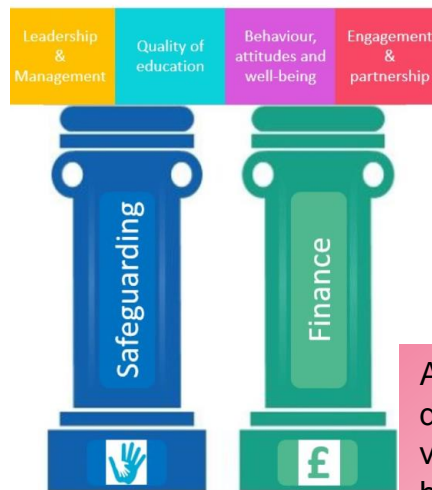 Leadership
&
Management
Quality of
education
Behaviour,
attitudes and
well-being
Engagement
&
partnership
Safeguarding
Finance
£